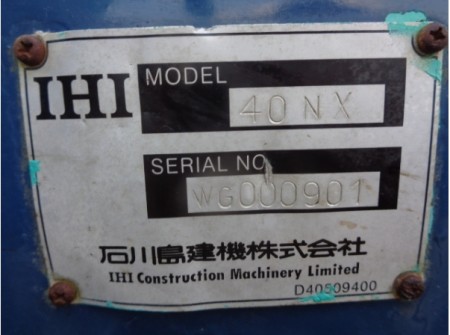 IHI
MODEL
40NX
SERIAL NO.
WG000901
石川島建機株式会社
IHI Construction Machinery Limited
D40509400